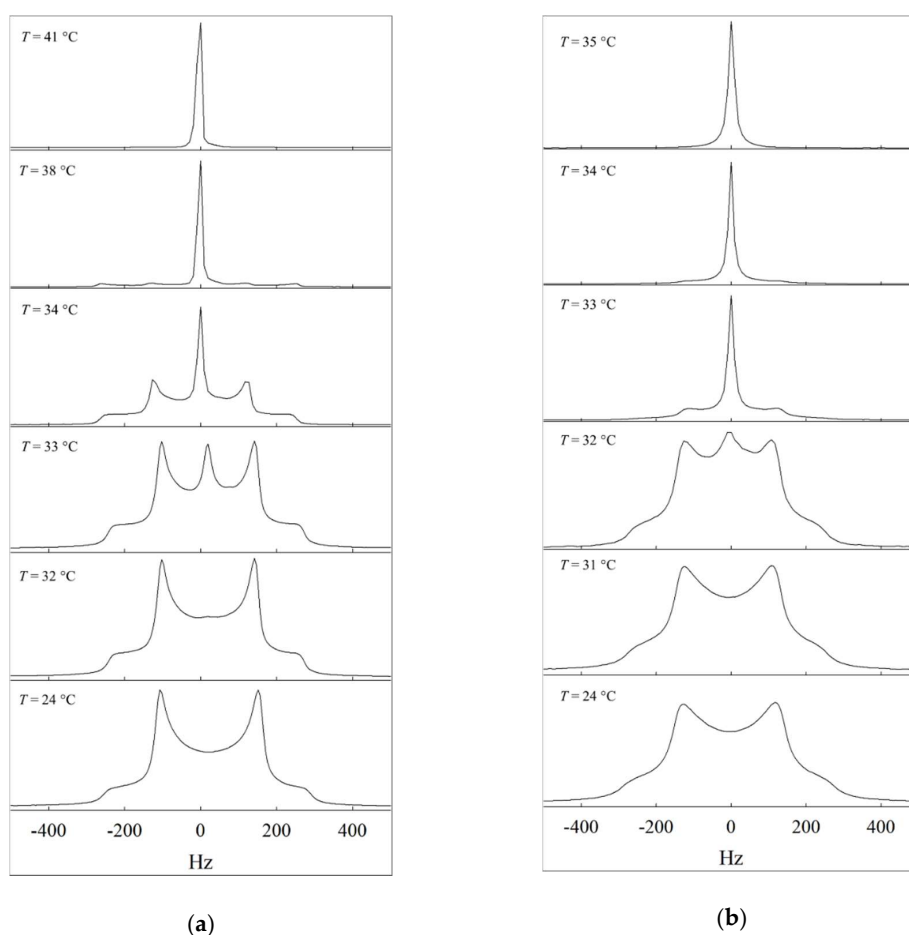 T = 41 °C
T = 38 °C
T = 34 °C
T = 33 °C
T = 32 °C
T = 24 °C
-400 -200 0 200 400
Hz
(a)
T = 35 °C
T = 34 °C
T = 33 °C
T = 32 °C
T = 31 °C
T = 24 °C
-400 -200 0 200 400
Hz
(b)